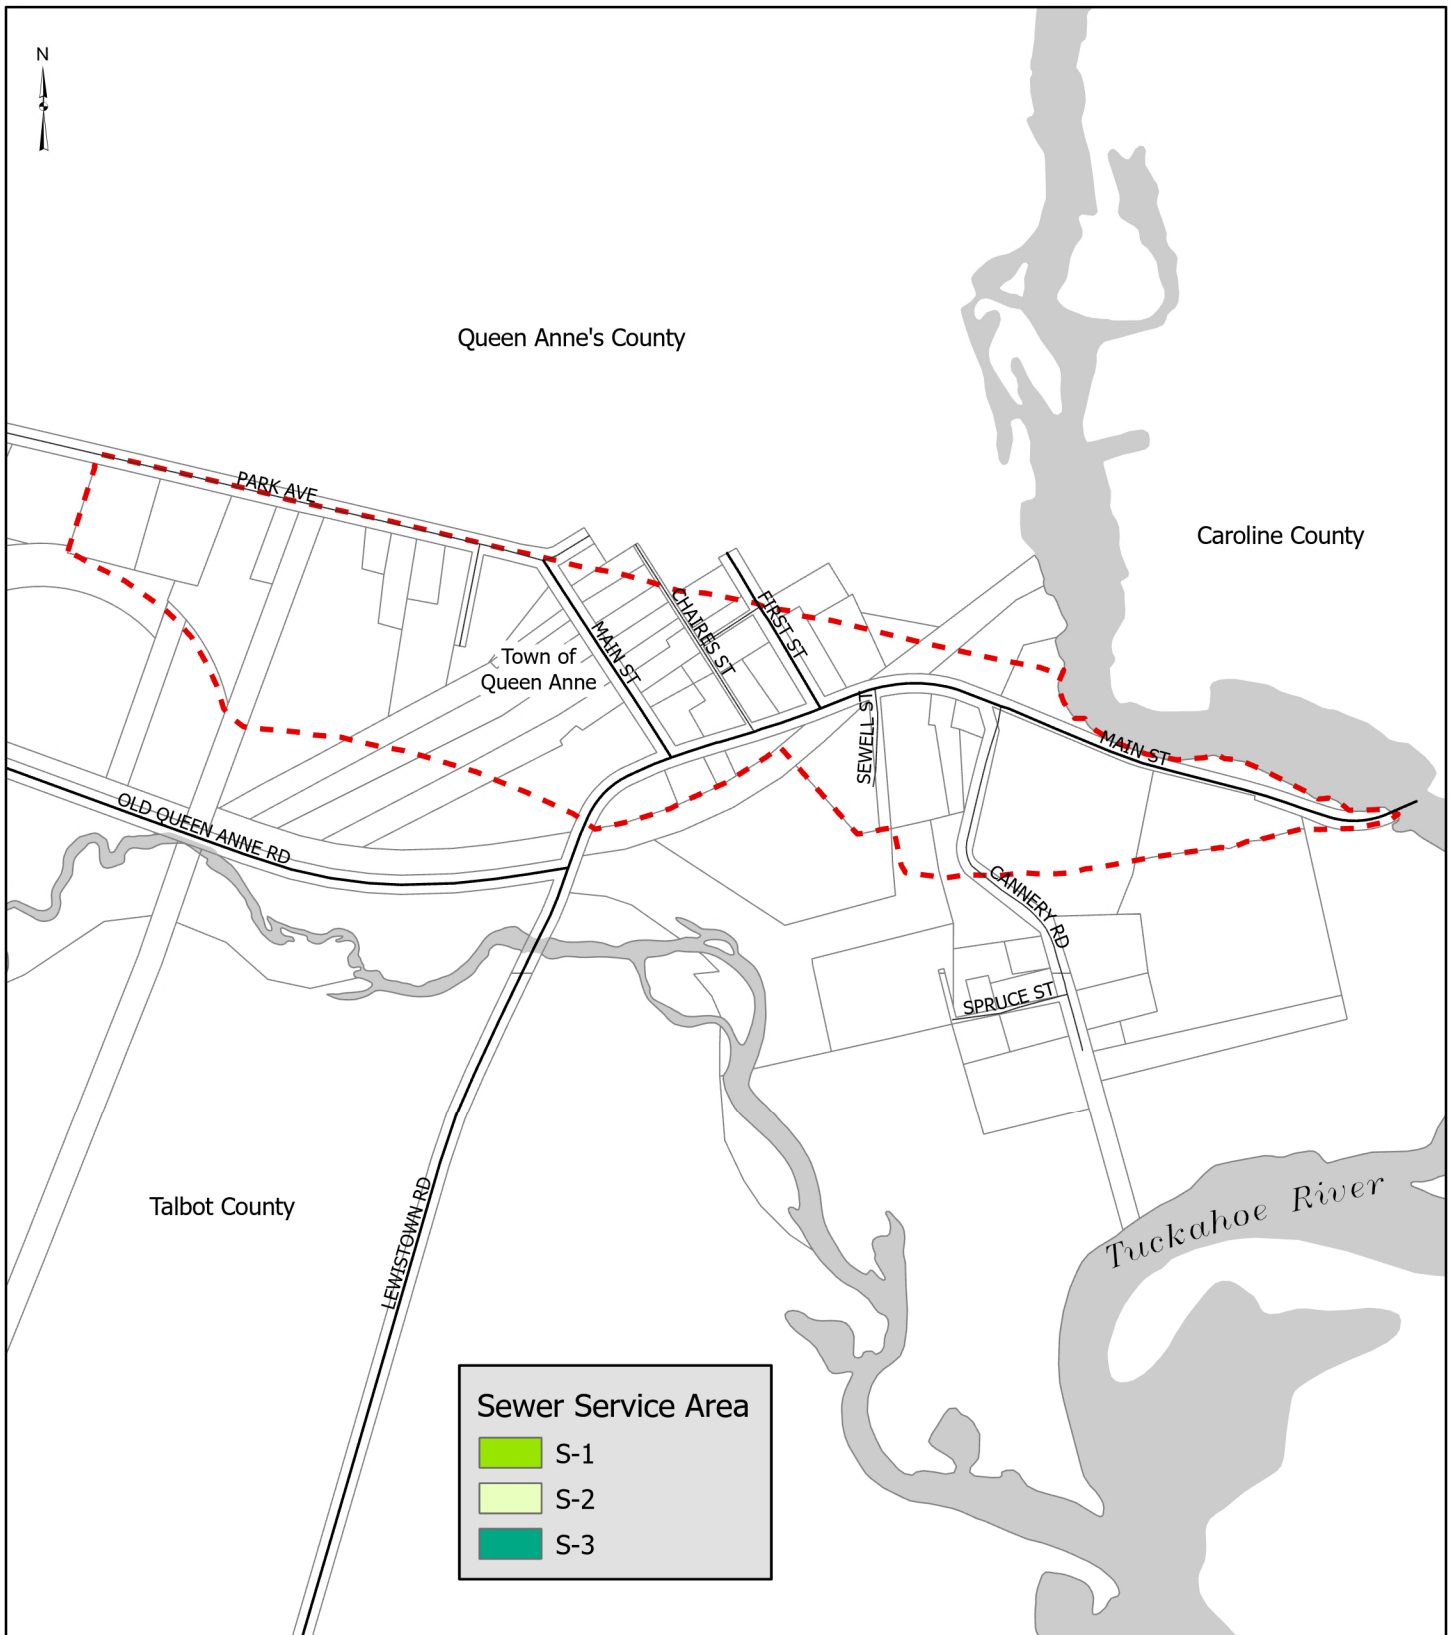 N
Queen Anne's County
Caroline County
PARK AVE
MAIN ST
CHAIRES ST
FIRST ST
Town of
Queen Anne
SEWELL ST
MAIN ST
OLD QUEEN ANNE RD
CANNERY RD
SPRUCE ST
Talbot County
LEWISTOWN RD
Tuckahoe River
Sewer Service Area
S-1
S-2
S-3